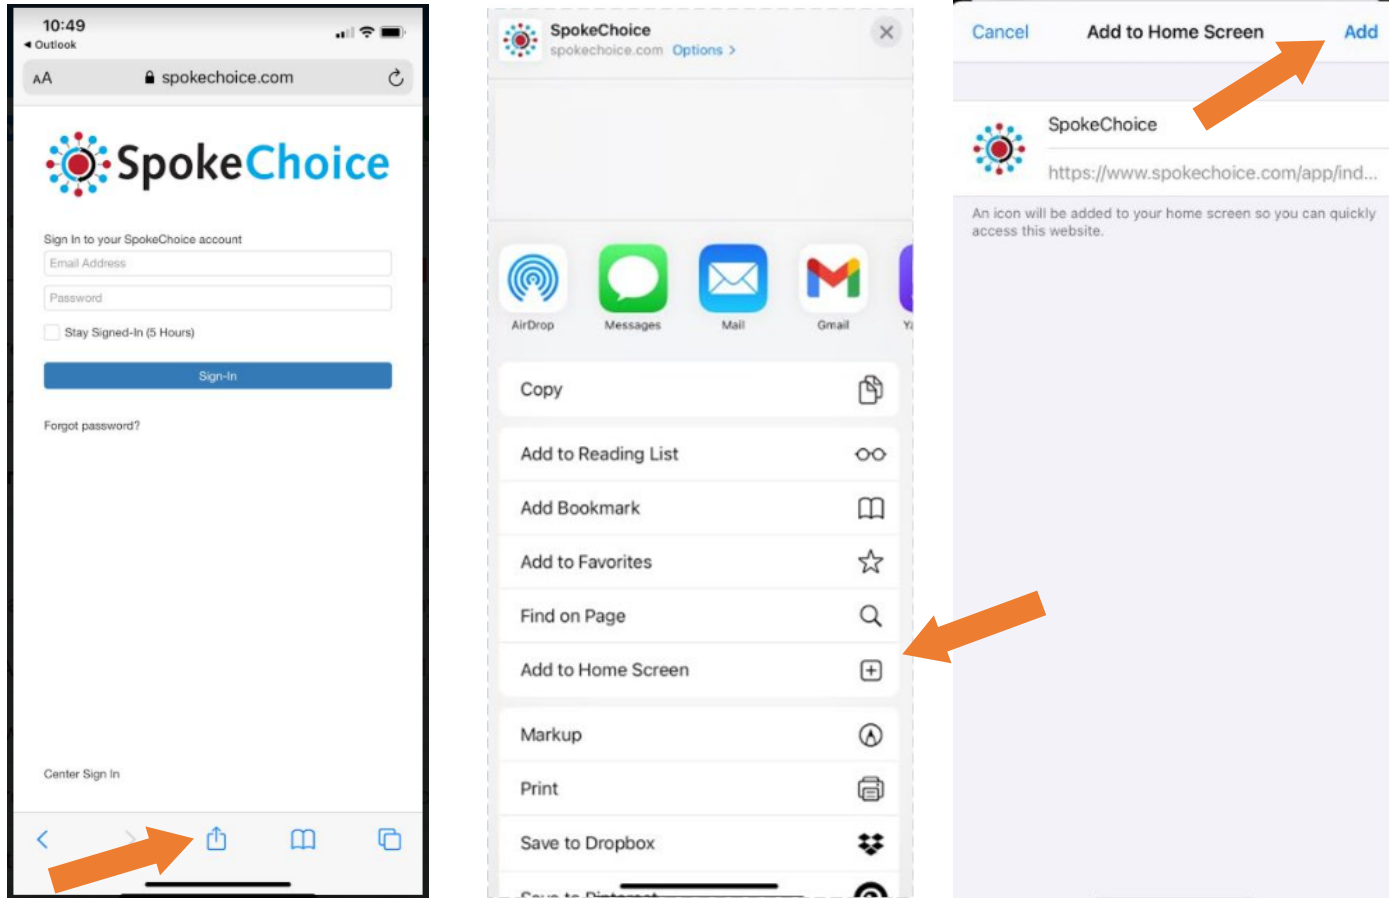 10:49
Outlook
AA spokechoice.com
SpokeChoice
Sign In to your SpokeChoice account
Email Address
Password
Stay Signed-In (5 Hours)
Sign-In
Forgot password?
Center Sign In
SpokeChoice
spokechoice.com Options >
AirDrop Messages Mail Gmail
Copy
Add to Reading List
Add Bookmark
Add to Favorites
Find on Page
Add to Home Screen
Markup
Print
Save to Dropbox
Save to Pinterest
Cancel Add to Home Screen Add
SpokeChoice
https://www.spokechoice.com/app/ind...
An icon will be added to your home screen so you can quickly
access this website.